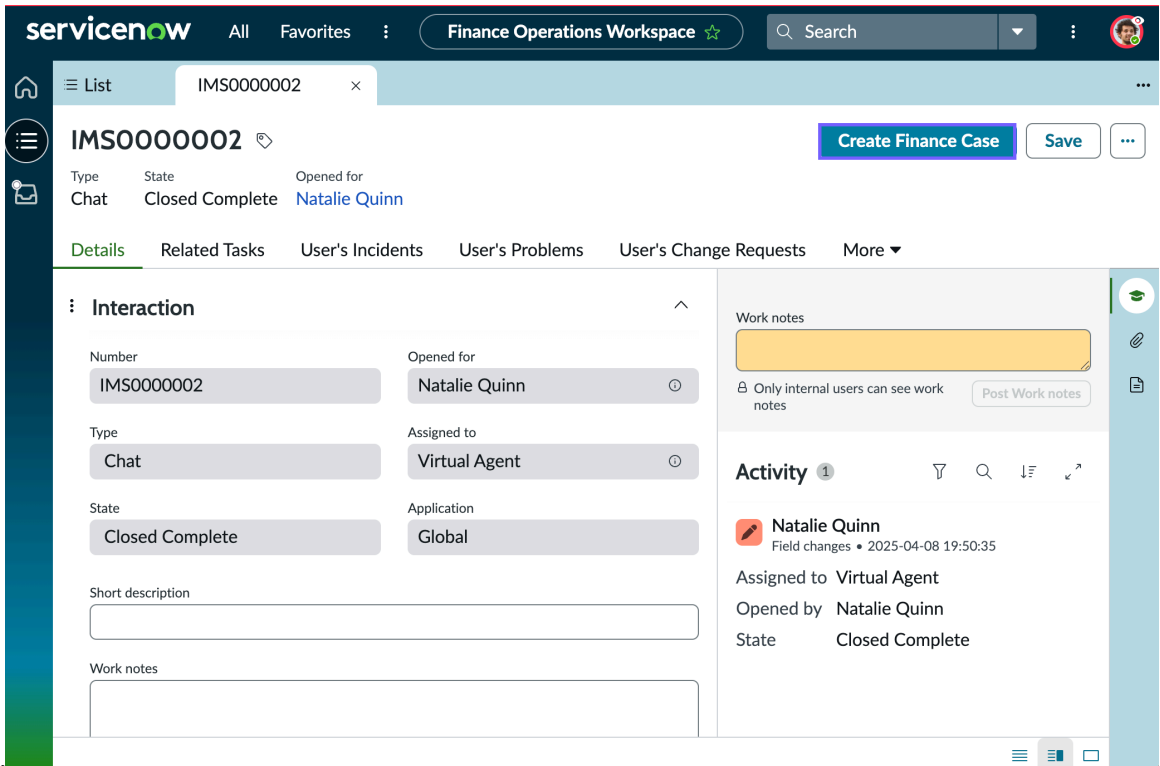 servicenow All Favorites Finance Operations Workspace Search
List IMS0000002
IMS0000002 Create Finance Case Save
Type State Opened for
Chat Closed Complete Natalie Quinn
Details Related Tasks User's Incidents User's Problems User's Change Requests More
Interaction
Number Opened for
IMS0000002 Natalie Quinn
Type Assigned to
Chat Virtual Agent
State Application
Closed Complete Global
Short description
Work notes
Work notes
Only internal users can see work
notes
Post Work notes
Activity 1
Natalie Quinn
Field changes • 2025-04-08 19:50:35
Assigned to Virtual Agent
Opened by Natalie Quinn
State Closed Complete